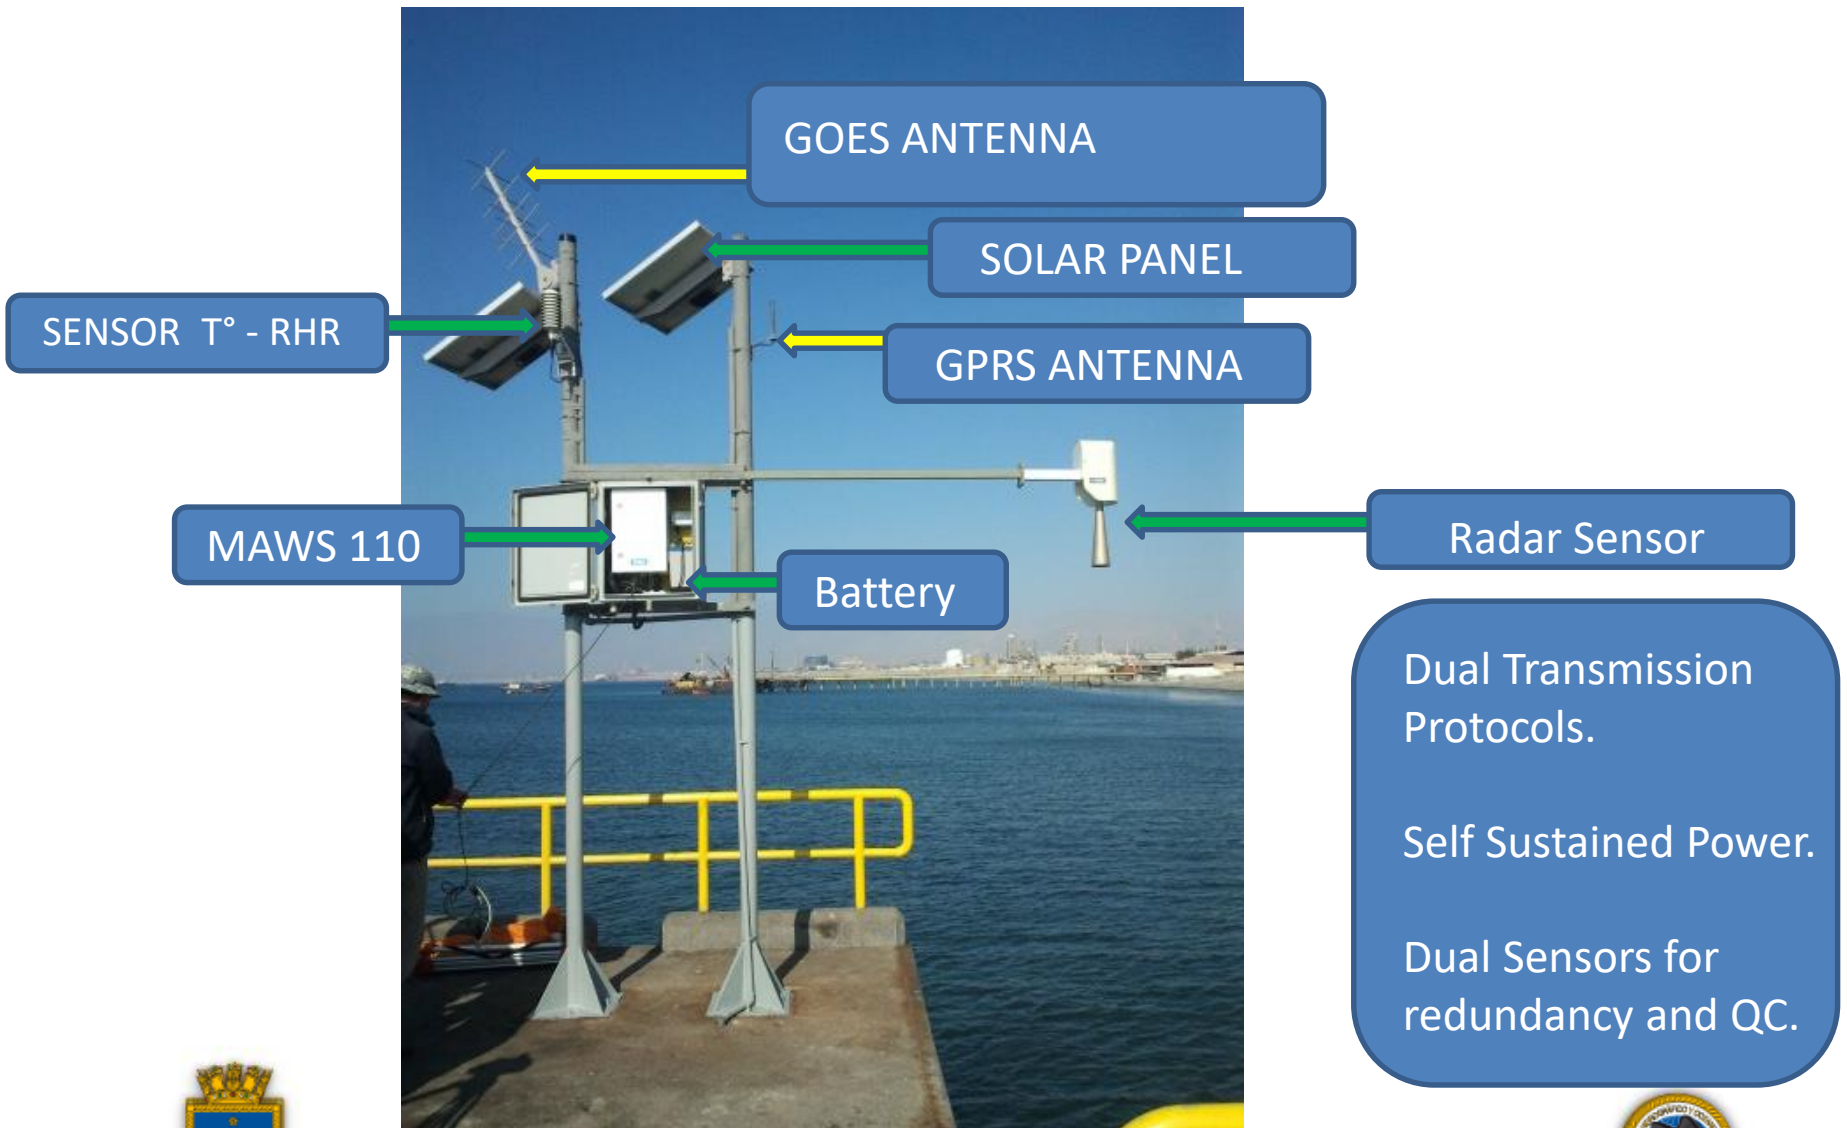 GOES ANTENNA
SOLAR PANEL
SENSOR T° - RHR
GPRS ANTENNA
MAWS 110
Radar Sensor
Battery
Dual Transmission
Protocols.
Self Sustained Power.
Dual Sensors for
redundancy and QC.